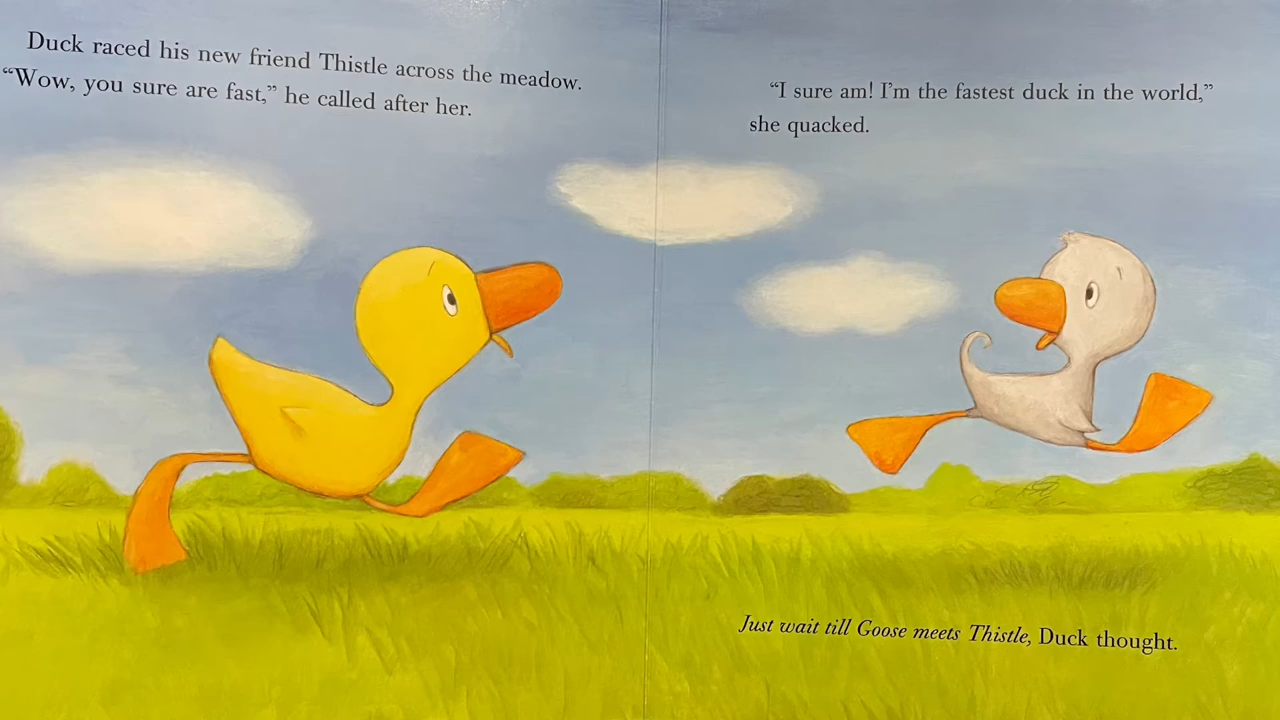 Duck raced his new friend Thistle across the meadow.
“Wow, you sure are fast,” he called after her.
“I sure am! I’m the fastest duck in the world,”
she quacked.
Just wait till Goose meets Thistle, Duck thought.